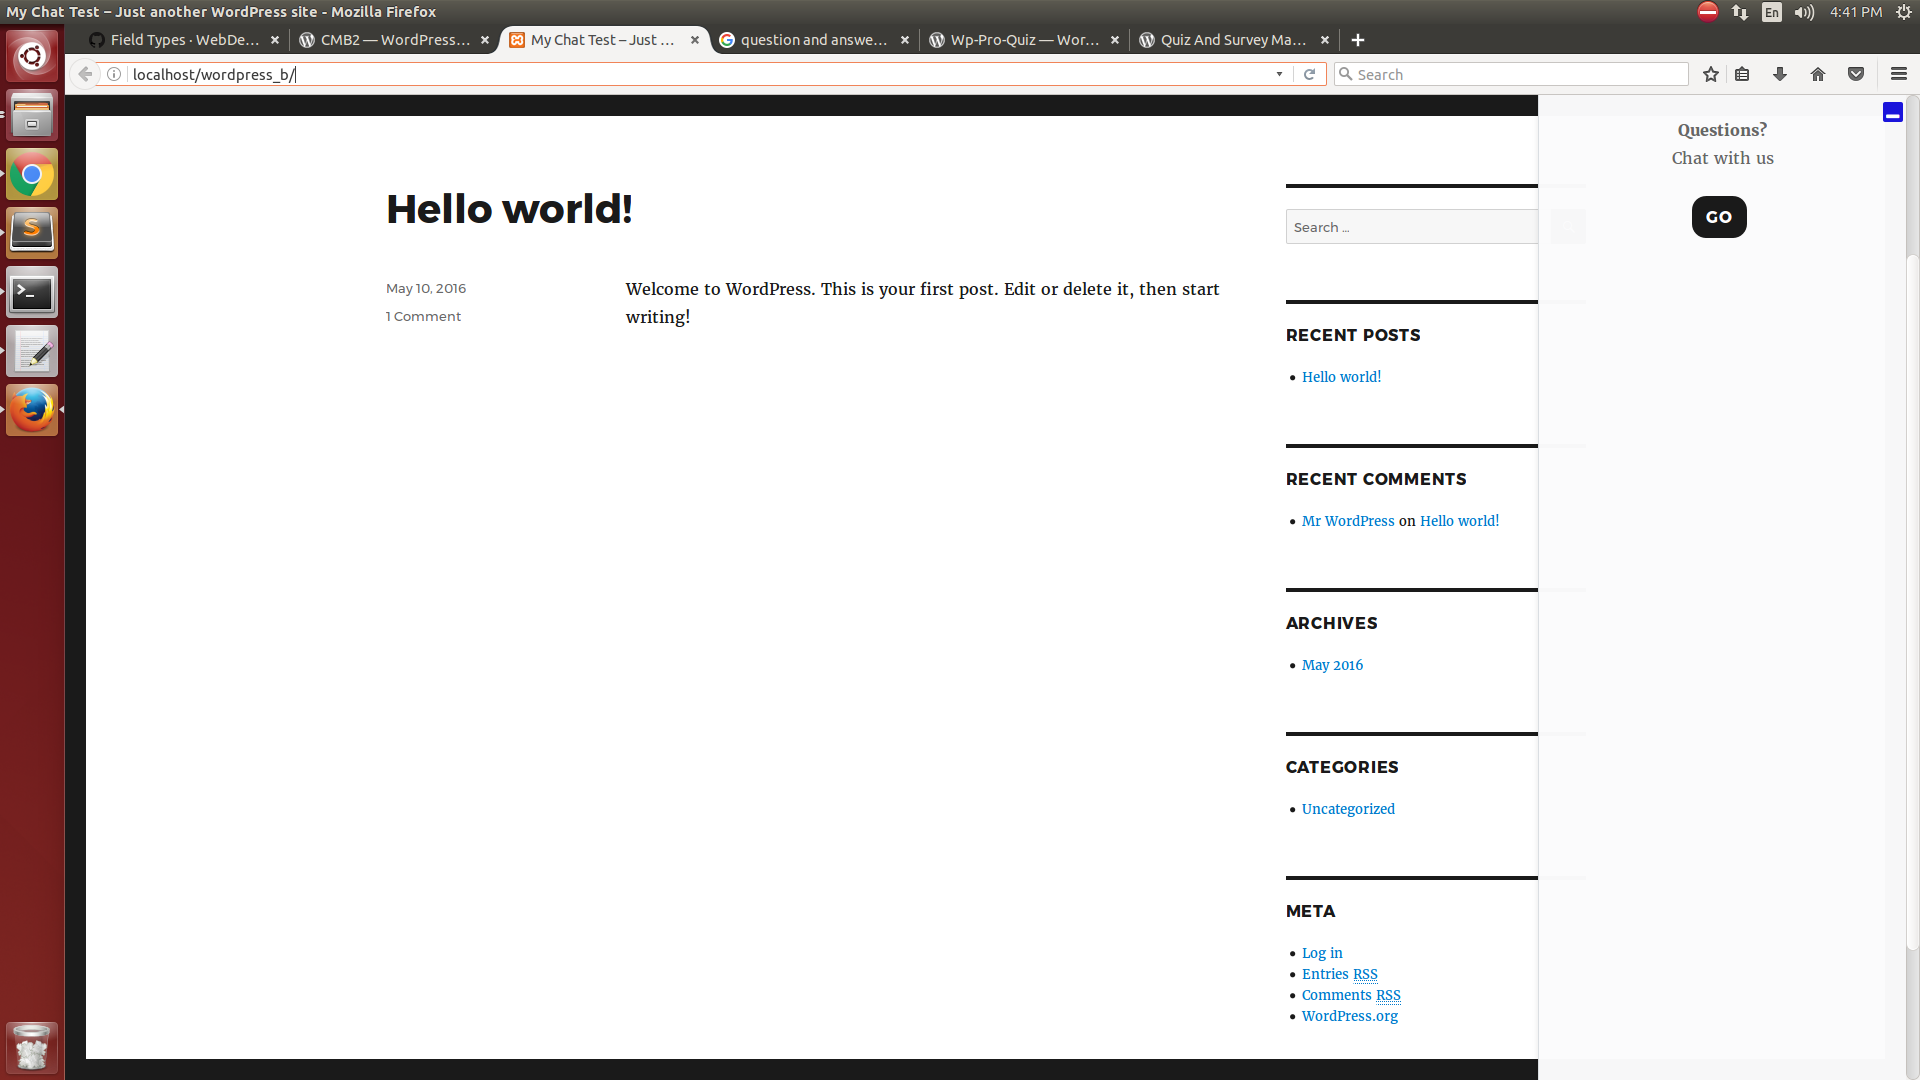 My Chat Test – Just another WordPress site - Mozilla Firefox
En
4:41 PM
Field Types · WebDe...
CMB2 — WordPress...
My Chat Test – Just ...
question and answe...
Wp-Pro-Quiz — Wor...
Quiz And Survey Ma...
localhost/wordpress_b/
Search
Questions?
Chat with us
GO
Hello world!
May 10, 2016
1 Comment
Welcome to WordPress. This is your first post. Edit or delete it, then start
writing!
Search ...
RECENT POSTS
Hello world!
RECENT COMMENTS
Mr WordPress on Hello world!
ARCHIVES
May 2016
CATEGORIES
Uncategorized
META
Log in
Entries RSS
Comments RSS
WordPress.org